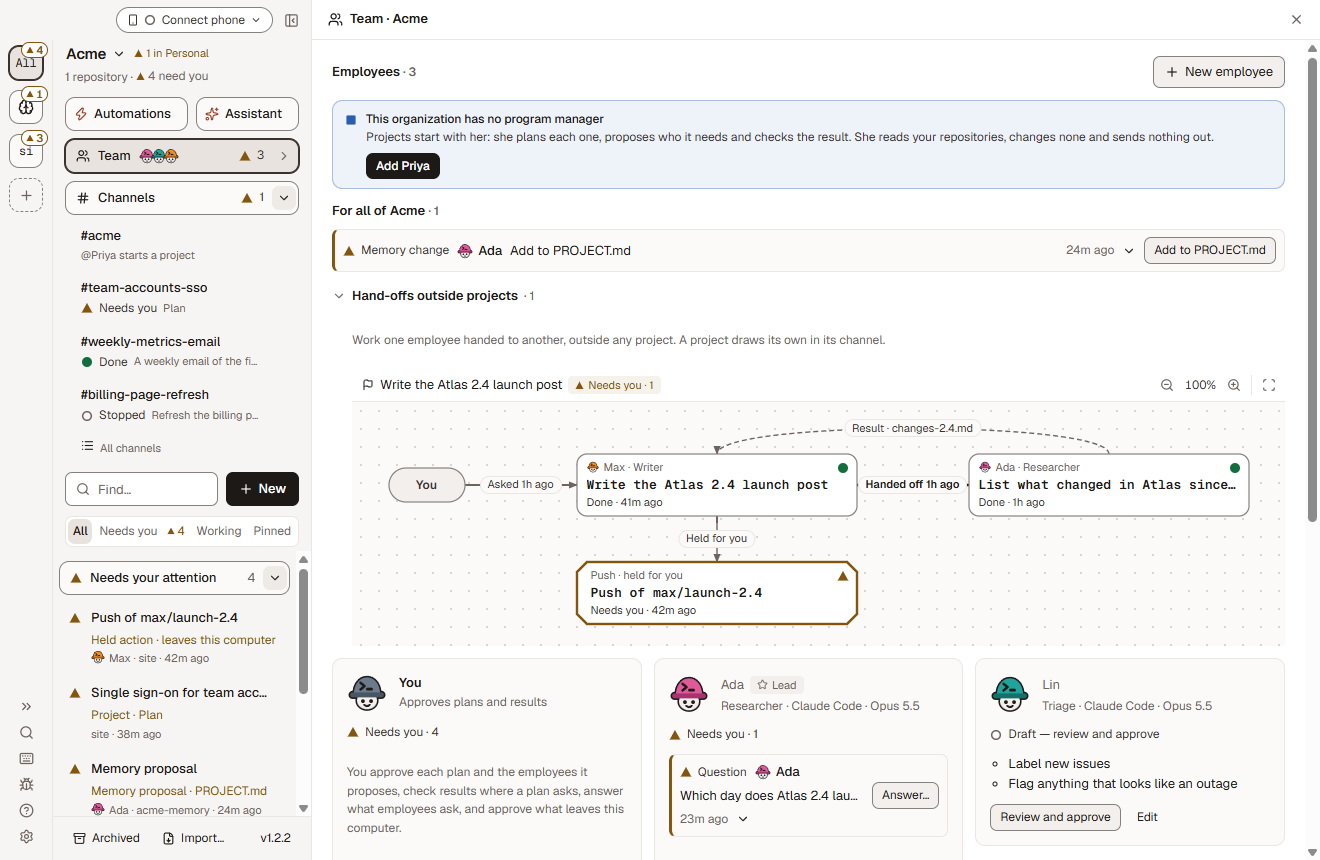 Connect phone
Team · Acme
4
All
1
3
si
Acme
1 in Personal
1 repository · 4 need you
Automations
Assistant
Team
3
Channels
1
#acme
@Priya starts a project
#team-accounts-sso
Needs you Plan
#weekly-metrics-email
Done A weekly email of the fi...
#billing-page-refresh
Stopped Refresh the billing p...
All channels
Find...
+ New
All Needs you 4 Working Pinned
Needs your attention 4
Push of max/launch-2.4
Held action · leaves this computer
Max · site · 42m ago
Single sign-on for team acc...
Project · Plan
site · 38m ago
Memory proposal
Memory proposal · PROJECT.md
Ada · acme-memory · 24m ago
Archived
Import...
v1.2.2
Employees · 3
+ New employee
This organization has no program manager
Projects start with her: she plans each one, proposes who it needs and checks the result. She reads your repositories, changes none and sends nothing out.
Add Priya
For all of Acme · 1
Memory change Ada Add to PROJECT.md
24m ago
Add to PROJECT.md
Hand-offs outside projects · 1
Work one employee handed to another, outside any project. A project draws its own in its channel.
Write the Atlas 2.4 launch post
Needs you · 1
100%
Result · changes-2.4.md
You
Asked 1h ago
Max · Writer
Write the Atlas 2.4 launch post
Done · 41m ago
Handed off 1h ago
Ada · Researcher
List what changed in Atlas since...
Done · 1h ago
Held for you
Push · held for you
Push of max/launch-2.4
Needs you · 42m ago
You
Approves plans and results
Needs you · 4
You approve each plan and the employees it
proposes, check results where a plan asks, answer
what employees ask, and approve what leaves this
computer.
Ada
Lead
Researcher · Claude Code · Opus 5.5
Needs you · 1
Question Ada
Which day does Atlas 2.4 lau...
Answer...
23m ago
Lin
Triage · Claude Code · Opus 5.5
Draft — review and approve
Label new issues
Flag anything that looks like an outage
Review and approve
Edit